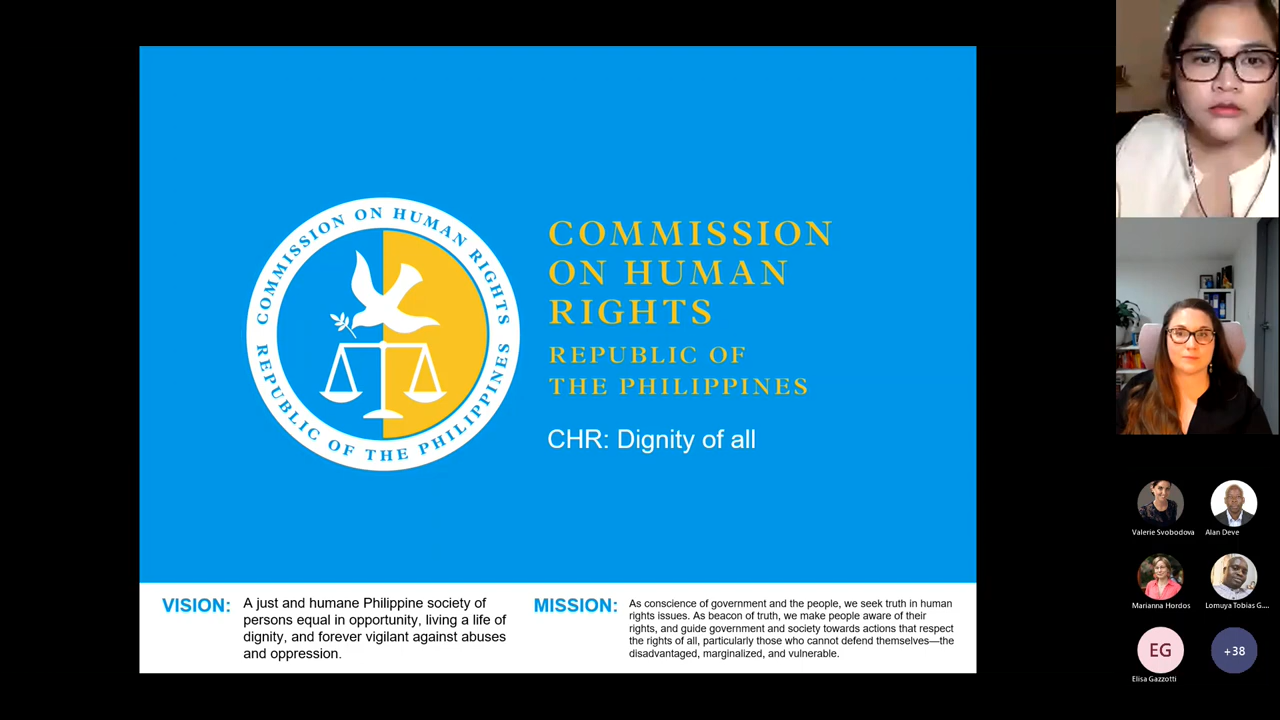 COMMISSION ON HUMAN RIGHTS
REPUBLIC OF THE PHILIPPINES
COMMISSION
ON HUMAN
RIGHTS
REPUBLIC OF
THE PHILIPPINES
CHR: Dignity of all
VISION:
A just and humane Philippine society of
persons equal in opportunity, living a life of
dignity, and forever vigilant against abuses
and oppression.
MISSION:
As conscience of government and the people, we seek truth in human
rights issues. As beacon of truth, we make people aware of their
rights, and guide government and society towards actions that respect
the rights of all, particularly those who cannot defend themselves—the
disadvantaged, marginalized, and vulnerable.
Valerie Svobodova
Alan Deve
Marianna Hordos
Lomuya Tobias G....
EG
+38
Elisa Gazzotti